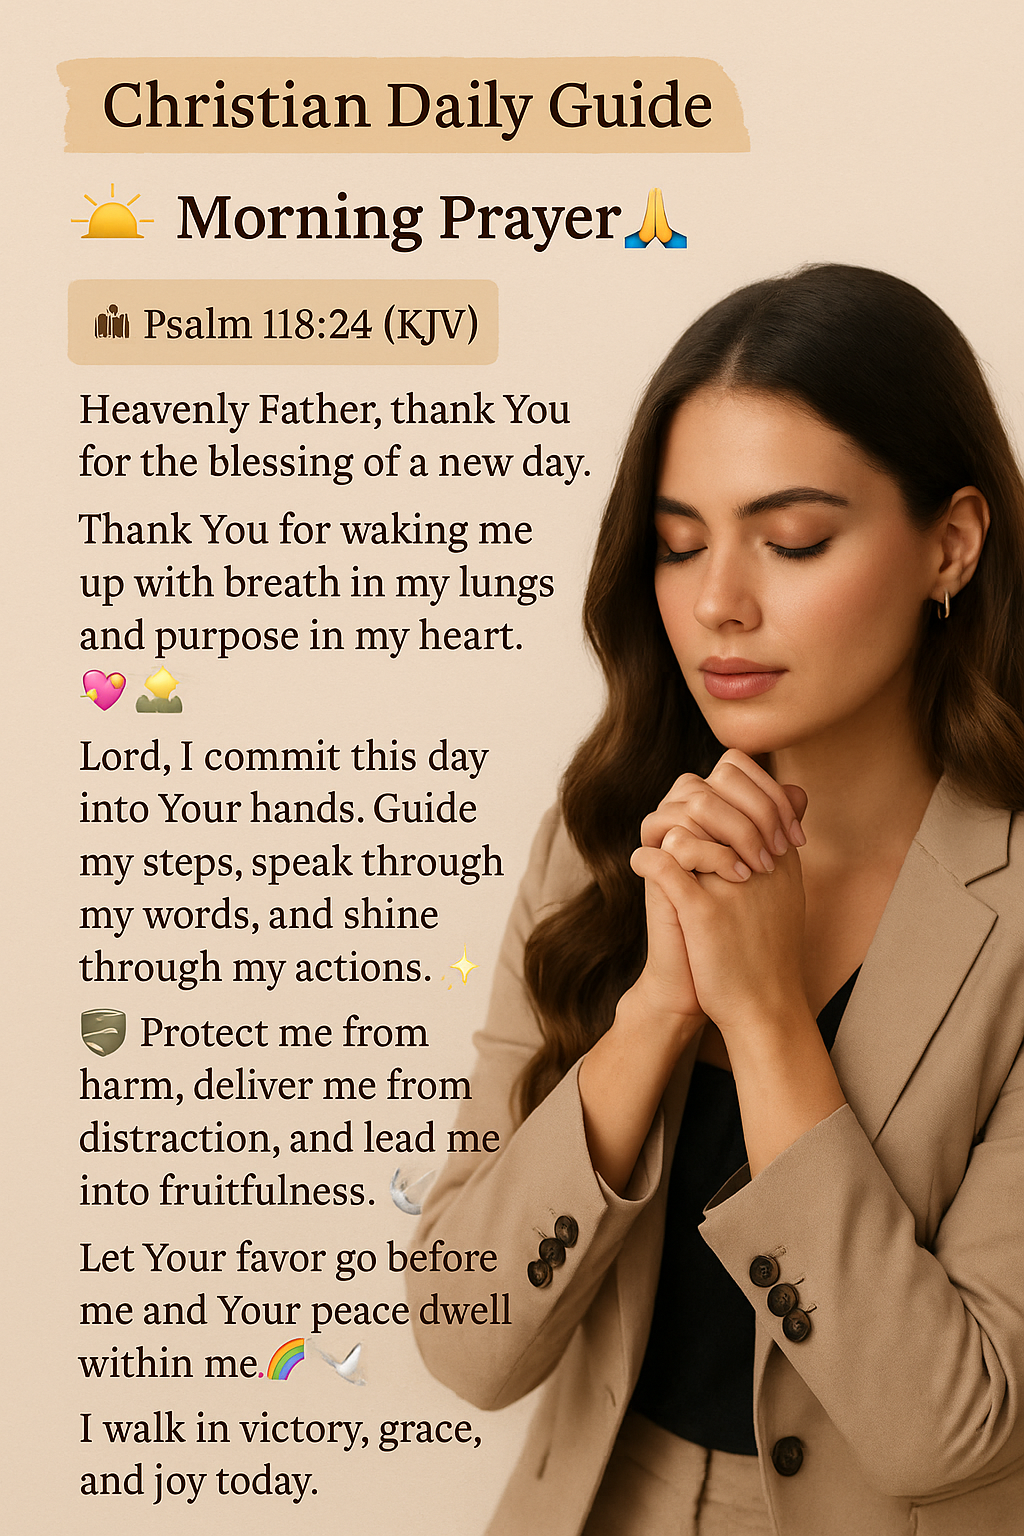 Christian Daily Guide
Morning Prayer
Psalm 118:24 (KJV)
Heavenly Father, thank You
for the blessing of a new day.
Thank You for waking me
up with breath in my lungs
and purpose in my heart.
Lord, I commit this day
into Your hands. Guide
my steps, speak through
my words, and shine
through my actions.
Protect me from
harm, deliver me from
distraction, and lead me
into fruitfulness.
Let Your favor go before
me and Your peace dwell
within me.
I walk in victory, grace,
and joy today.